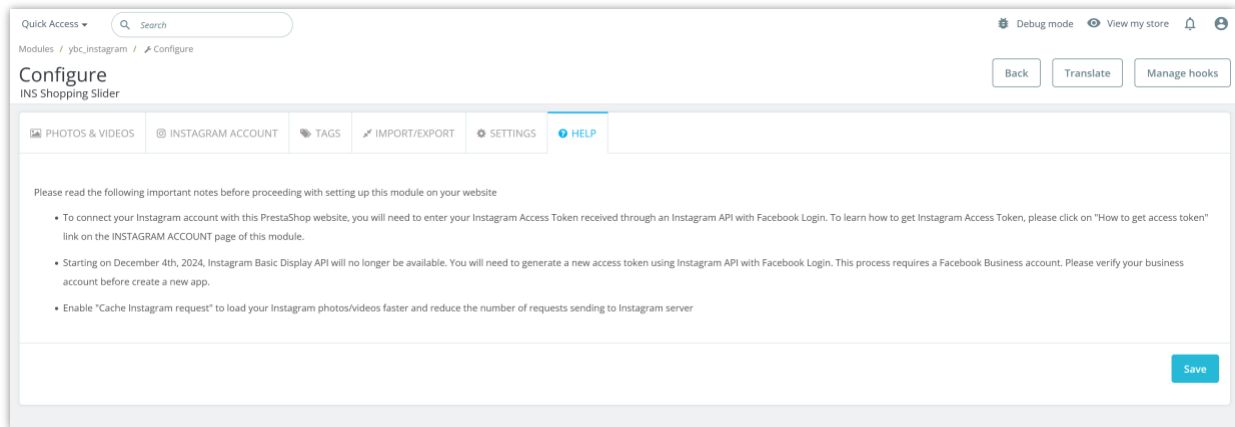 Quick Access
Search
Debug mode
View my store
Modules / ybc_instagram / Configure
Configure
INS Shopping Slider
Back
Translate
Manage hooks
PHOTOS & VIDEOS
INSTAGRAM ACCOUNT
TAGS
IMPORT/EXPORT
SETTINGS
HELP
Please read the following important notes before proceeding with setting up this module on your website
• To connect your Instagram account with this PrestaShop website, you will need to enter your Instagram Access Token received through an Instagram API with Facebook Login. To learn how to get Instagram Access Token, please click on "How to get access token"
link on the INSTAGRAM ACCOUNT page of this module.
• Starting on December 4th, 2024, Instagram Basic Display API will no longer be available. You will need to generate a new access token using Instagram API with Facebook Login. This process requires a Facebook Business account. Please verify your business
account before create a new app.
• Enable "Cache Instagram request" to load your Instagram photos/videos faster and reduce the number of requests sending to Instagram server
Save